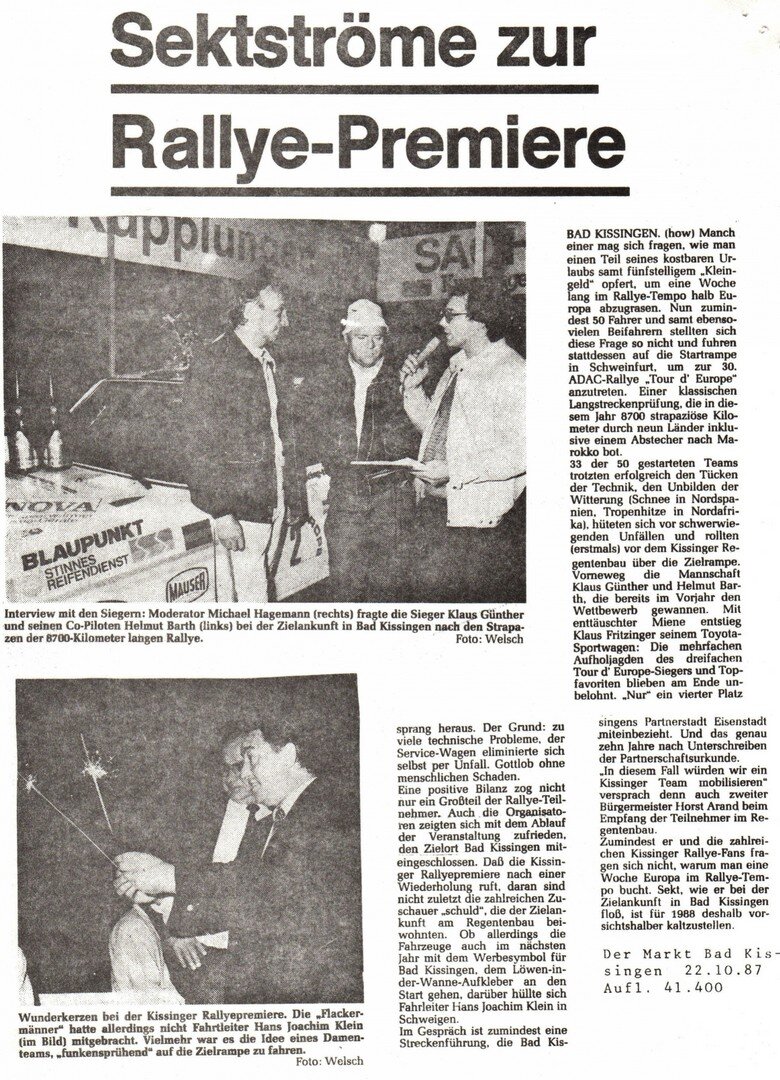 Sektströme zur
Rallye-Premiere
Kupplungen
SACH
NOVA
BLAUPUNKT
STINNES
REIFENDIENST
MAUSER
2
Interview mit den Siegern: Moderator Michael Hagemann (rechts) fragte die Sieger Klaus Günther
und seinen Co-Piloten Helmut Barth (links) bei der Zielankunft in Bad Kissingen nach den Strapa-
zen der 8700-Kilometer langen Rallye.
Foto: Welsch
BAD KISSINGEN. (how) Manch
einer mag sich fragen, wie man
einen Teil seines kostbaren Ur-
laubs samt fünfstelligem „Klein-
geld" opfert, um eine Woche
lang im Rallye-Tempo halb Eu-
ropa abzugrasen. Nun zumin-
dest 50 Fahrer und samt ebenso-
vielen Beifahrern stellten sich
diese Frage so nicht und fuhren
stattdessen auf die Startrampe
in Schweinfurt, um zur 30.
ADAC-Rallye „Tour d' Europe"
anzutreten. Einer klassischen
Langstreckenprüfung, die in die-
sem Jahr 8700 strapaziöse Kilo-
meter durch neun Länder inklu-
sive einem Abstecher nach Ma-
rokko bot.
33 der 50 gestarteten Teams
trotzten erfolgreich den Tücken
der Technik, den Unbilden der
Witterung (Schnee in Nordspa-
nien, Tropenhitze in Nordafri-
ka), hüteten sich vor schwerwie-
genden Unfällen und rollten
(erstmals) vor dem Kissinger Re-
gentenbau über die Zielrampe.
Vorneweg die Mannschaft
Klaus Günther und Helmut Bar-
th, die bereits im Vorjahr den
Wettbewerb gewannen. Mit
enttäuschter Miene entstieg
Klaus Fritzinger seinem Toyota-
Sportwagen: Die mehrfachen
Aufholjagden des dreifachen
Tour d' Europe-Siegers und Top-
favoriten blieben am Ende un-
belohnt. „Nur" ein vierter Platz
sprang heraus. Der Grund: zu
viele technische Probleme, der
Service-Wagen eliminierte sich
selbst per Unfall. Gottlob ohne
menschlichen Schaden.
Eine positive Bilanz zog nicht
nur ein Großteil der Rallye-Teil-
nehmer. Auch die Organisato-
ren zeigten sich mit dem Ablauf
der Veranstaltung zufrieden,
den Zielort Bad Kissingen mit-
eingeschlossen. Daß die Kissin-
ger Rallyepremiere nach einer
Wiederholung ruft, daran sind
nicht zuletzt die zahlreichen Zu-
schauer „schuld", die der Zielan-
kunft am Regentenbau bei-
wohnten. Ob allerdings die
Fahrzeuge auch im nächsten
Jahr mit dem Werbesymbol für
Bad Kissingen, dem Löwen-in-
der-Wanne-Aufkleber an den
Start gehen, darüber hüllte sich
Fahrleiter Hans Joachim Klein in
Schweigen.
Im Gespräch ist zumindest eine
Streckenführung, die Bad Kis-
singens Partnerstadt Eisenstadt
miteinbezieht. Und das genau
zehn Jahre nach Unterschreiben
der Partnerschaftsurkunde.
„In diesem Fall würden wir ein
Kissinger Team mobilisieren"
versprach denn auch zweiter
Bürgermeister Horst Arand beim
Empfang der Teilnehmer im Re-
gentenbau.
Zumindest er und die zahlrei-
chen Kissinger Rallye-Fans fra-
gen sich nicht, warum man eine
Woche Europa im Rallye-Tem-
po bucht. Sekt, wie er bei der
Zielankunft in Bad Kissingen
floß, ist für 1988 deshalb vor-
sichtshalber kaltzustellen.
Der Markt Bad Kis-
singen 22.10.87
Aufl. 41.400
Wunderkerzen bei der Kissinger Rallyepremiere. Die „Flacker-
männer" hatte allerdings nicht Fahrtleiter Hans Joachim Klein
(im Bild) mitgebracht. Vielmehr war es die Idee eines Damen-
teams, „funkensprühend" auf die Zielrampe zu fahren.
Foto: Welsch